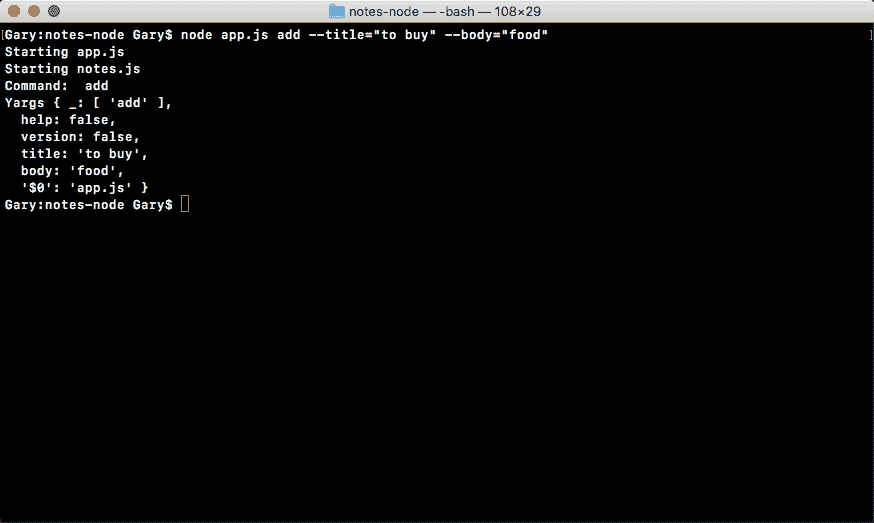 notes-node — -bash — 108×29
[Gary:notes-node Gary$ node app.js add --title="to buy" --body="food" ]
Starting app.js
Starting notes.js
Command:  add
Yargs { _: [ 'add' ],
  help: false,
  version: false,
  title: 'to buy',
  body: 'food',
  '$0': 'app.js' }
Gary:notes-node Gary$